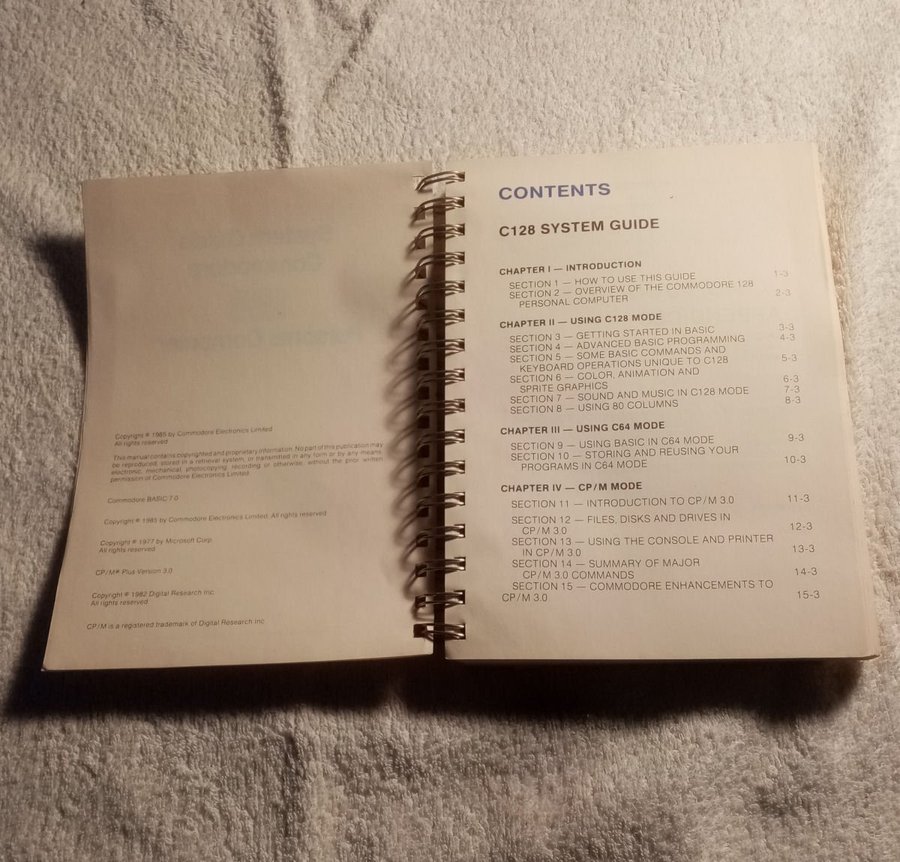 Copyright © 1985 by Commodore Electronics Limited
All rights reserved
This manual contains copyrighted and proprietary information. No part of this publication may
be reproduced, stored in a retrieval system, or transmitted in any form or by any means,
electronic, mechanical, photocopying, recording or otherwise, without the prior written
permission of Commodore Electronics Limited.
Commodore BASIC 7.0
Copyright © 1985 by Commodore Electronics Limited, All rights reserved
Copyright © 1977 by Microsoft Corp.
All rights reserved
CP/M® Plus Version 3.0
Copyright © 1982 Digital Research Inc.
All rights reserved
CP/M is a registered trademark of Digital Research Inc.
CONTENTS
C128 SYSTEM GUIDE
CHAPTER I — INTRODUCTION
SECTION 1 — HOW TO USE THIS GUIDE 1-3
SECTION 2 — OVERVIEW OF THE COMMODORE 128
PERSONAL COMPUTER 2-3
CHAPTER II — USING C128 MODE
SECTION 3 — GETTING STARTED IN BASIC 3-3
SECTION 4 — ADVANCED BASIC PROGRAMMING 4-3
SECTION 5 — SOME BASIC COMMANDS AND
KEYBOARD OPERATIONS UNIQUE TO C128 5-3
SECTION 6 — COLOR, ANIMATION AND
SPRITE GRAPHICS 6-3
SECTION 7 — SOUND AND MUSIC IN C128 MODE 7-3
SECTION 8 — USING 80 COLUMNS 8-3
CHAPTER III — USING C64 MODE
SECTION 9 — USING BASIC IN C64 MODE 9-3
SECTION 10 — STORING AND REUSING YOUR
PROGRAMS IN C64 MODE 10-3
CHAPTER IV — CP/M MODE
SECTION 11 — INTRODUCTION TO CP/M 3.0 11-3
SECTION 12 — FILES, DISKS AND DRIVES IN
CP/M 3.0 12-3
SECTION 13 — USING THE CONSOLE AND PRINTER
IN CP/M 3.0 13-3
SECTION 14 — SUMMARY OF MAJOR
CP/M 3.0 COMMANDS 14-3
SECTION 15 — COMMODORE ENHANCEMENTS TO
CP/M 3.0 15-3